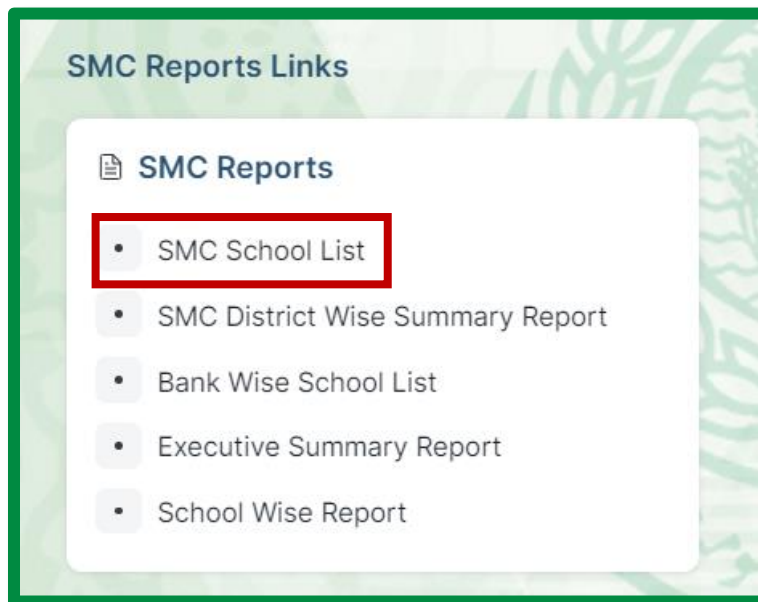 SMC Reports Links
SMC Reports
SMC School List
SMC District Wise Summary Report
Bank Wise School List
Executive Summary Report
School Wise Report